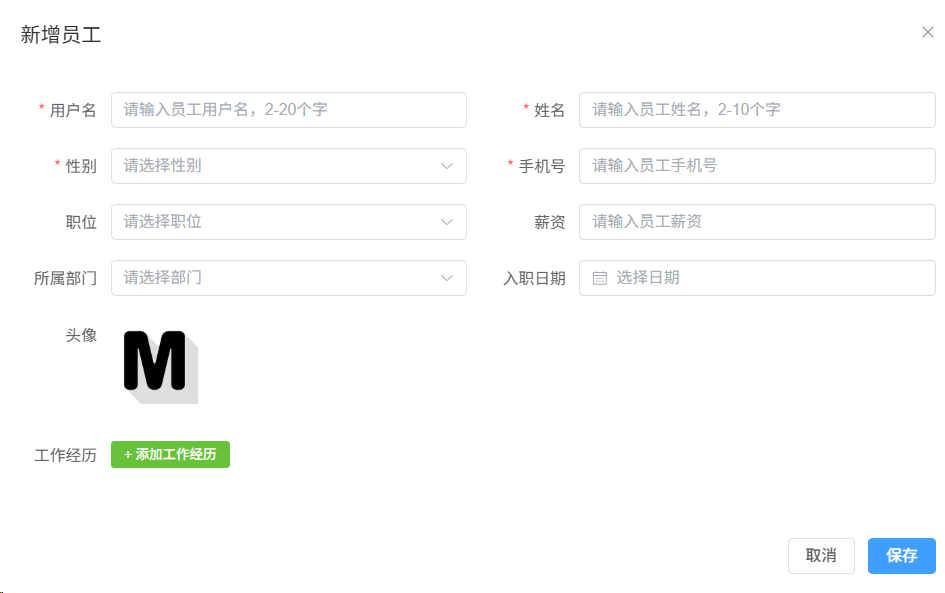 新增员工
* 用户名 请输入员工用户名，2-20个字 * 姓名 请输入员工姓名，2-10个字
* 性别 请选择性别 * 手机号 请输入员工手机号
职位 请选择职位 薪资 请输入员工薪资
所属部门 请选择部门 入职日期 选择日期
头像 M
工作经历 + 添加工作经历
取消 保存